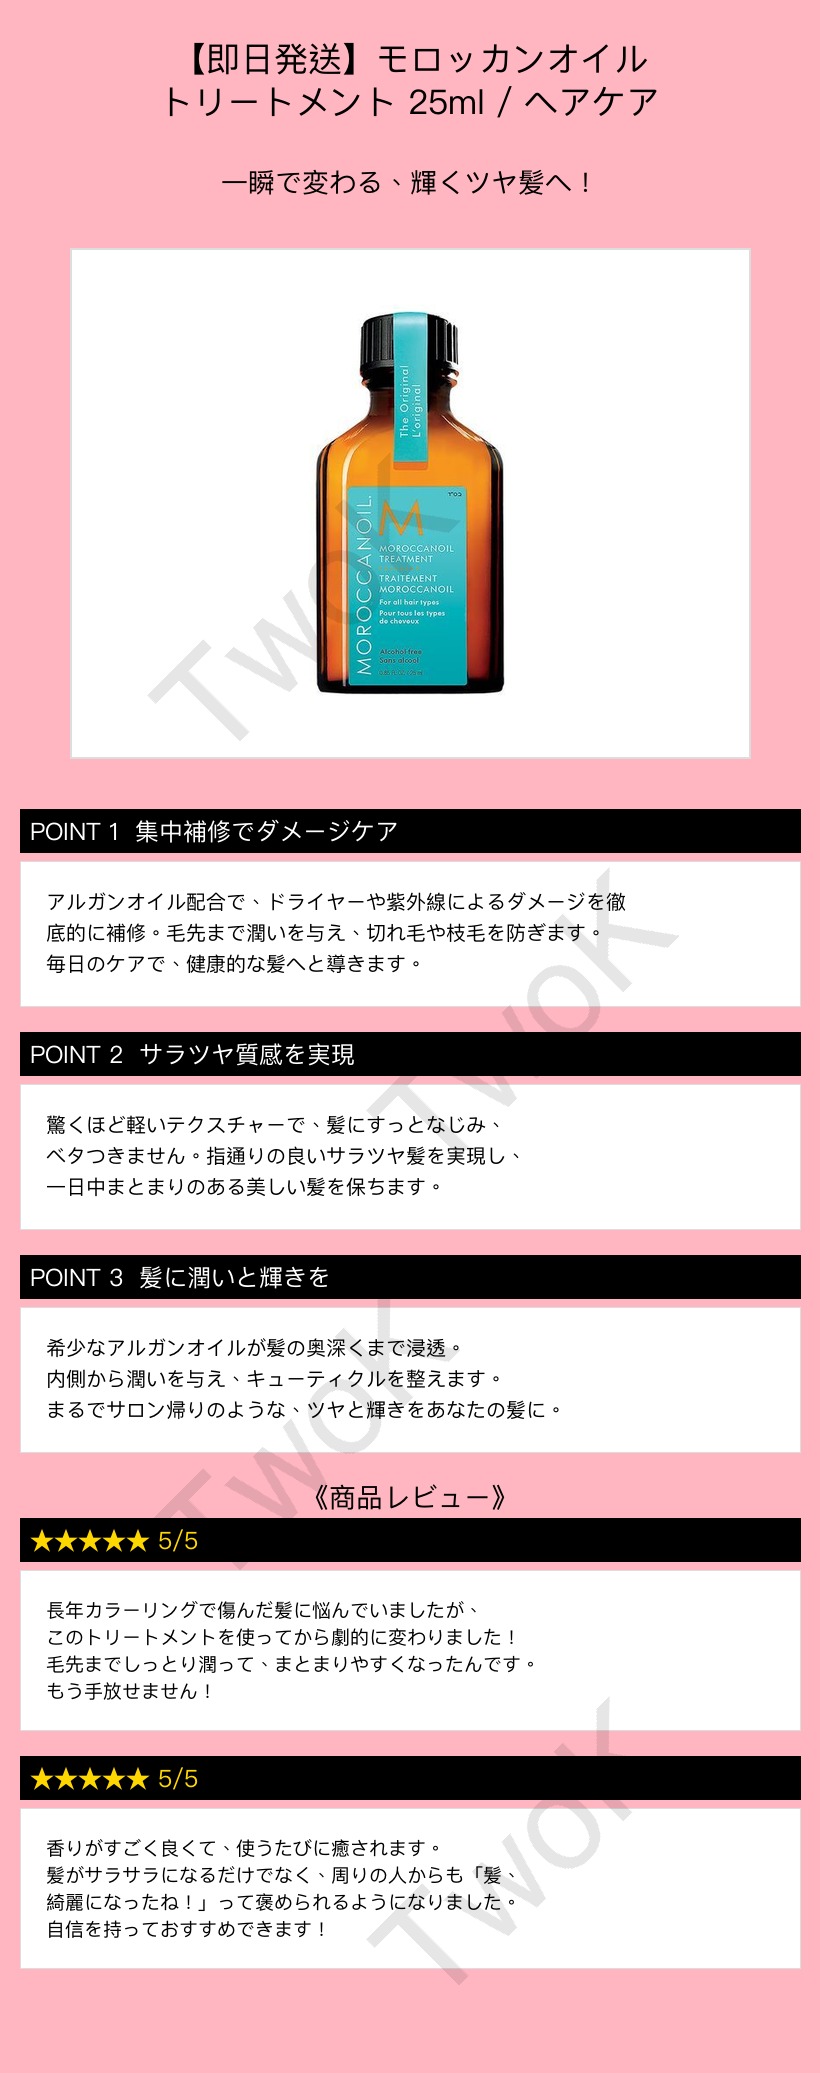 【即日発送】モロッカンオイル
トリートメント 25ml / ヘアケア
一瞬で変わる、輝くツヤ髪へ！
The Original
L'original
MOROCCANOIL.
M
MOROCCANOIL
TREATMENT
TRAITEMENT
MOROCCANOIL
For all hair types
Pour tous les types
de cheveux
Alcohol free
Sans alcool
0.85 FL.OZ. / 25 ml
TwoK
POINT 1 集中補修でダメージケア
アルガンオイル配合で、ドライヤーや紫外線によるダメージを徹
底的に補修。毛先まで潤いを与え、切れ毛や枝毛を防ぎます。
毎日のケアで、健康的な髪へと導きます。
TwoK
POINT 2 サラツヤ質感を実現
驚くほど軽いテクスチャーで、髪にすっとなじみ、
ベタつきません。指通りの良いサラツヤ髪を実現し、
一日中まとまりのある美しい髪を保ちます。
POINT 3 髪に潤いと輝きを
希少なアルガンオイルが髪の奥深くまで浸透。
内側から潤いを与え、キューティクルを整えます。
まるでサロン帰りのような、ツヤと輝きをあなたの髪に。
TwoK
《商品レビュー》
★★★★★ 5/5
長年カラーリングで傷んだ髪に悩んでいましたが、
このトリートメントを使ってから劇的に変わりました！
毛先までしっとり潤って、まとまりやすくなったんです。
もう手放せません！
★★★★★ 5/5
香りがすごく良くて、使うたびに癒されます。
髪がサラサラになるだけでなく、周りの人からも「髪、
綺麗になったね！」って褒められるようになりました。
自信を持っておすすめできます！
TwoK